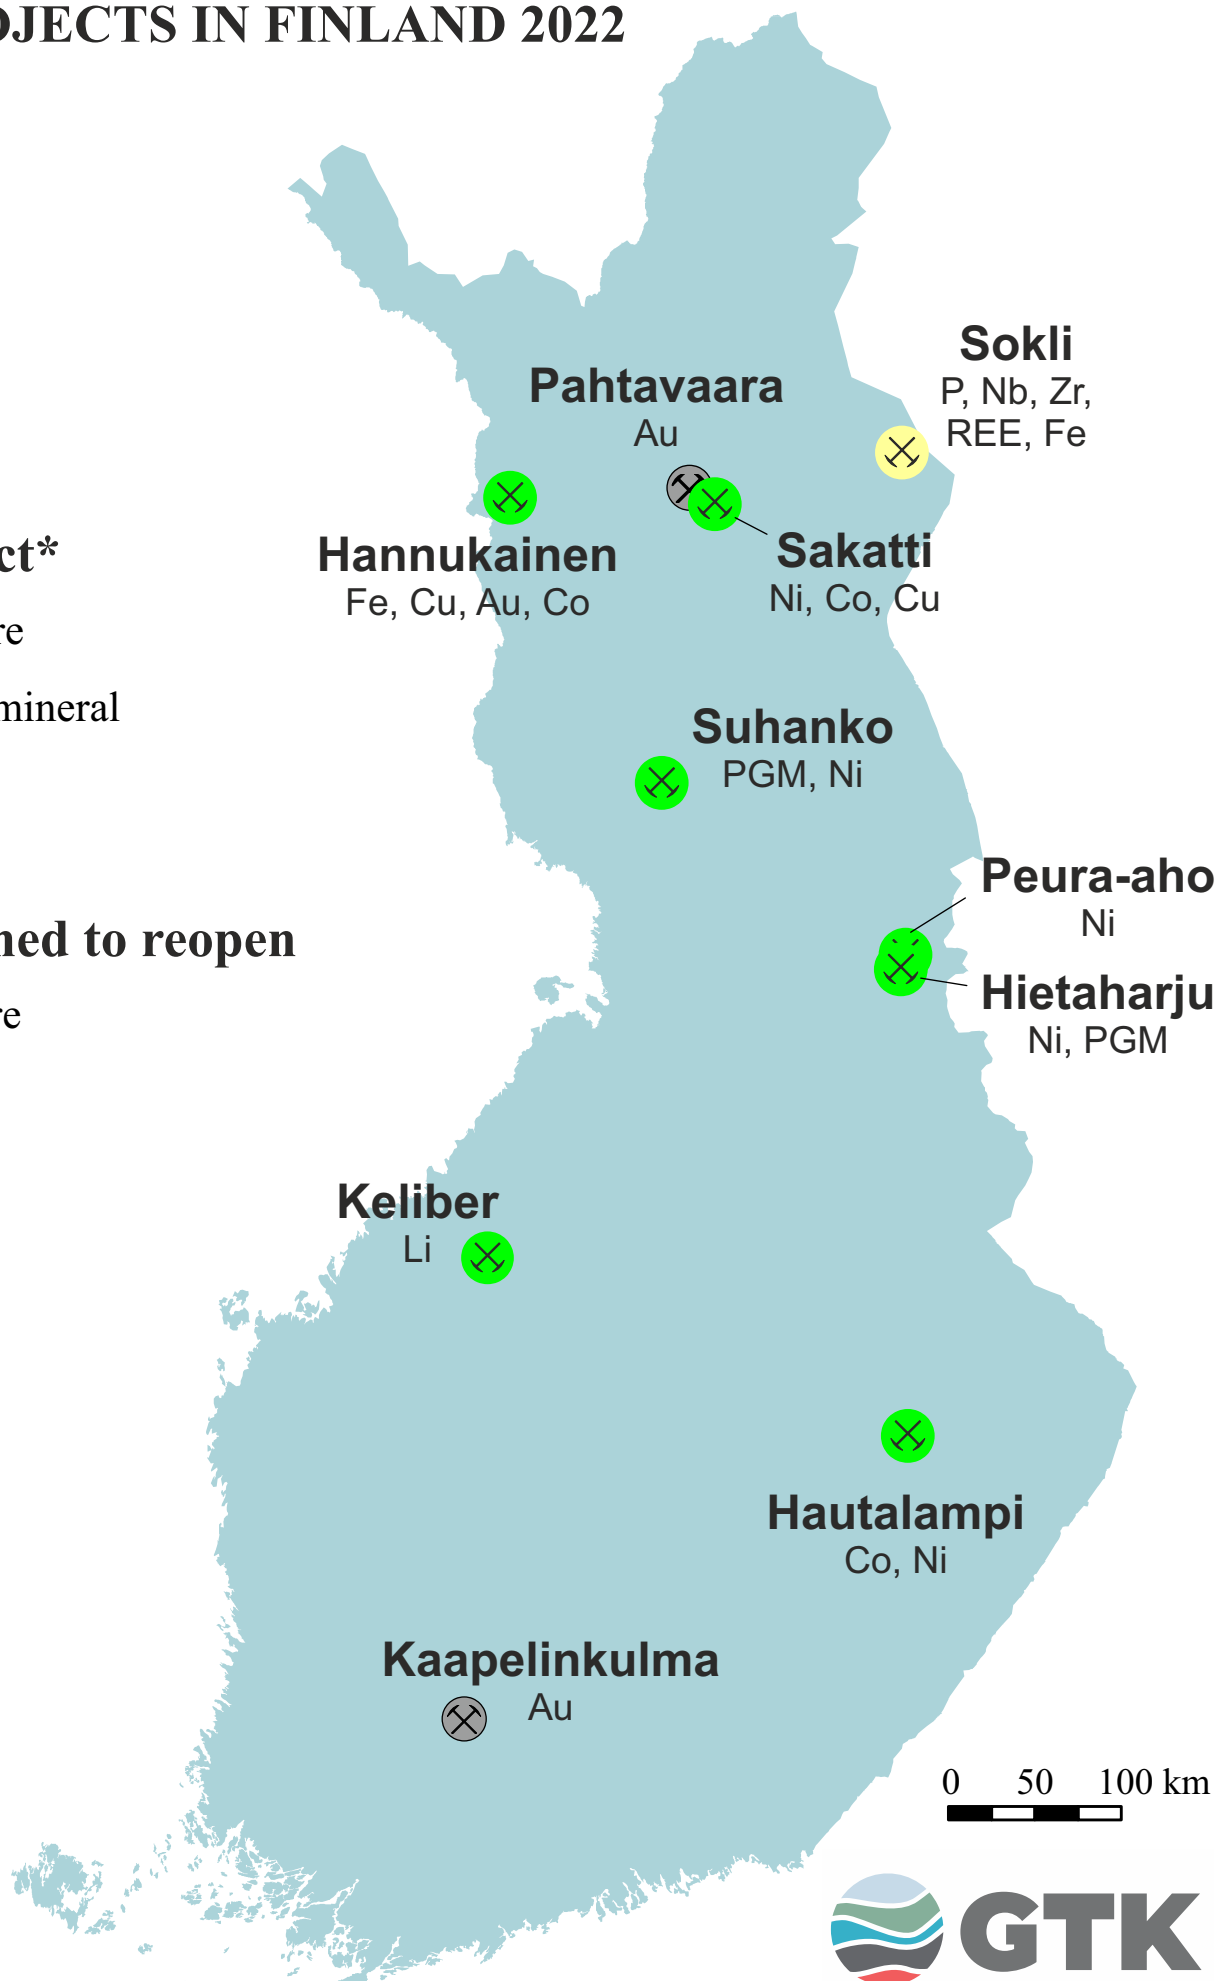 OJECTS IN FINLAND 2022
Sokli
P, Nb, Zr,
REE, Fe
Pahtavaara
Au
Hannukainen
Fe, Cu, Au, Co
Sakatti
Ni, Co, Cu
ct*
re
mineral
Suhanko
PGM, Ni
Peura-aho
Ni
ned to reopen
Hietaharju
Ni, PGM
re
Keliber
Li
Hautalampi
Co, Ni
Kaapelinkulma
Au
0 50 100 km
GTK